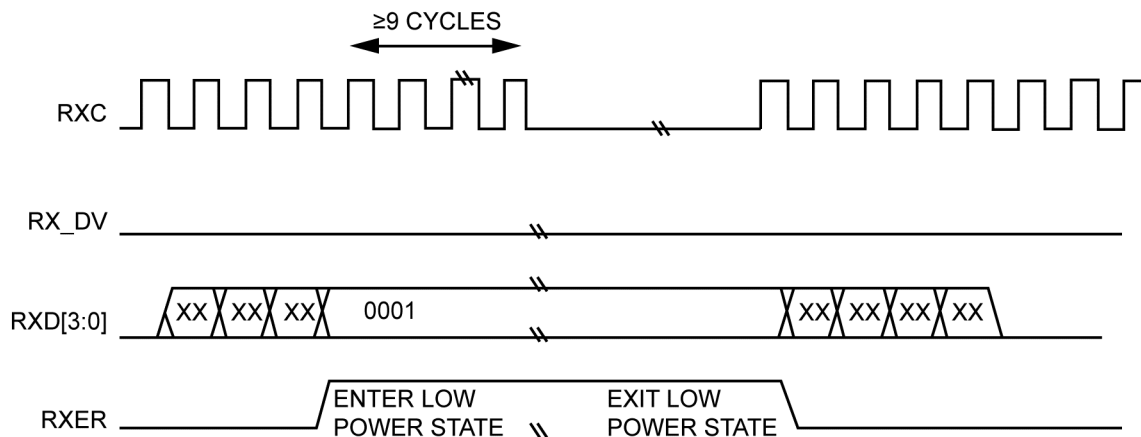 ≥9 CYCLES
RXC
RX_DV
XX XX XX 0001 XX XX XX XX
RXD[3:0]
ENTER LOW EXIT LOW
RXER
POWER STATE POWER STATE